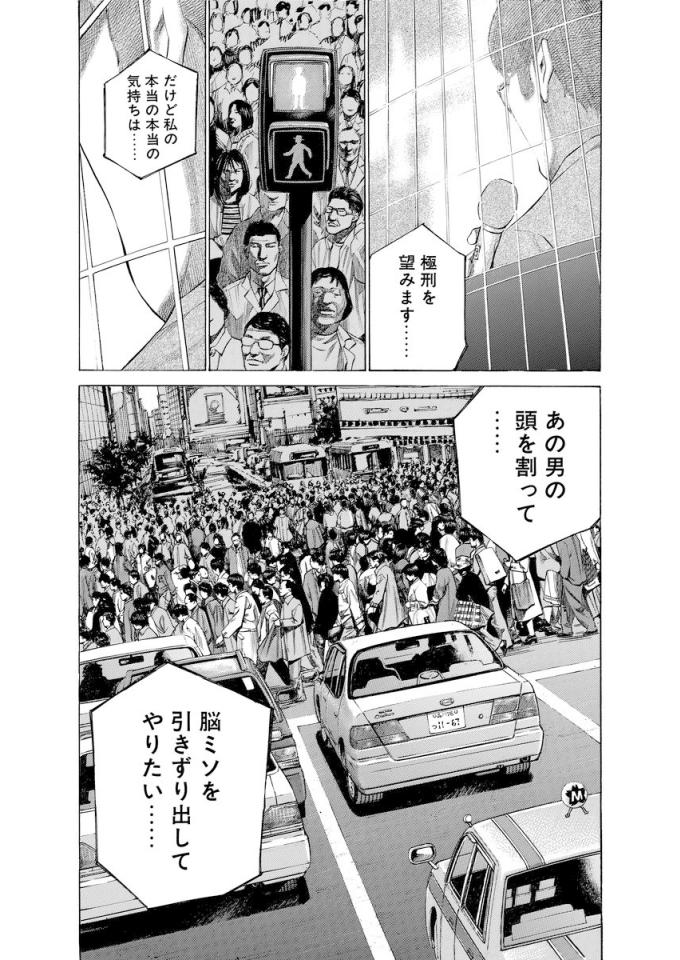 極刑を
望みます……
だけど私の
本当の本当の
気持ちは……
あの男の
頭を割って
……
脳ミソを
引きずり出して
やりたい……
M